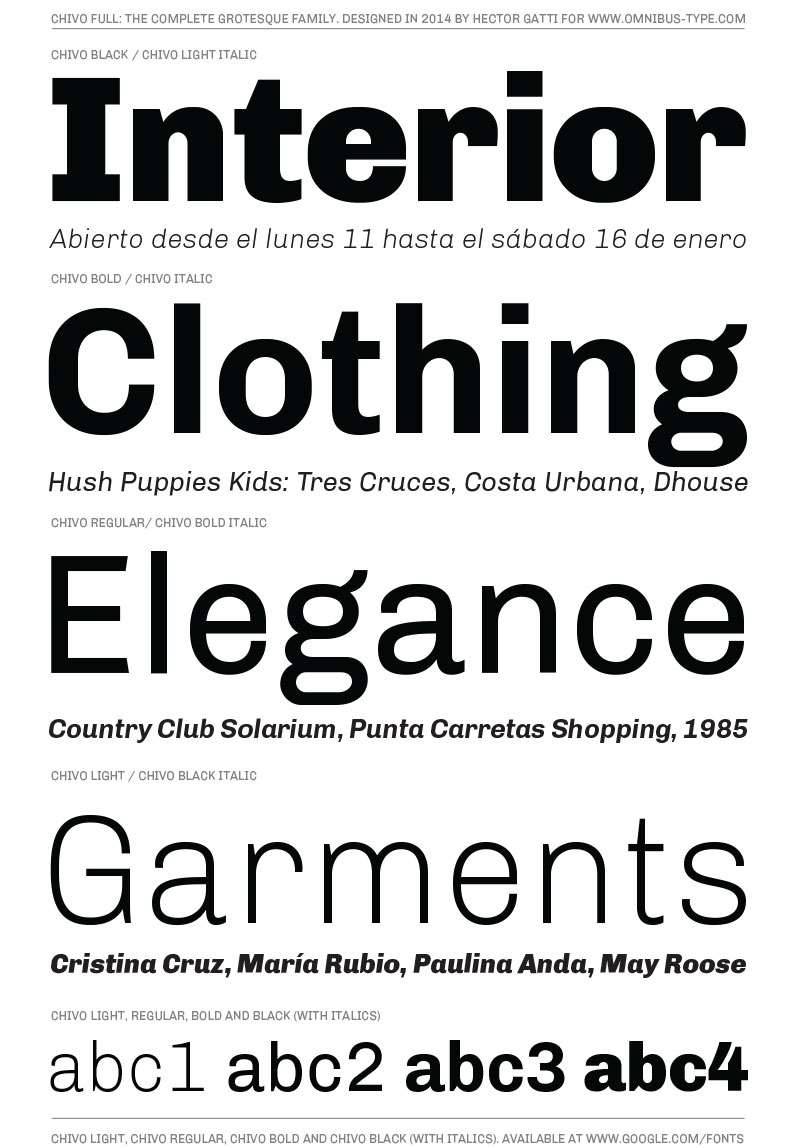 CHIVO FULL: THE COMPLETE GROTESQUE FAMILY. DESIGNED IN 2014 BY HECTOR GATTI FOR WWW.OMNIBUS-TYPE.COM
CHIVO BLACK / CHIVO LIGHT ITALIC
Interior
Abierto desde el lunes 11 hasta el sábado 16 de enero
CHIVO BOLD / CHIVO ITALIC
Clothing
Hush Puppies Kids: Tres Cruces, Costa Urbana, Dhouse
CHIVO REGULAR/ CHIVO BOLD ITALIC
Elegance
Country Club Solarium, Punta Carretas Shopping, 1985
CHIVO LIGHT / CHIVO BLACK ITALIC
Garments
Cristina Cruz, María Rubio, Paulina Anda, May Roose
CHIVO LIGHT, REGULAR, BOLD AND BLACK (WITH ITALICS)
abc1 abc2 abc3 abc4
CHIVO LIGHT, CHIVO REGULAR, CHIVO BOLD AND CHIVO BLACK (WITH ITALICS). AVAILABLE AT WWW.GOOGLE.COM/FONTS